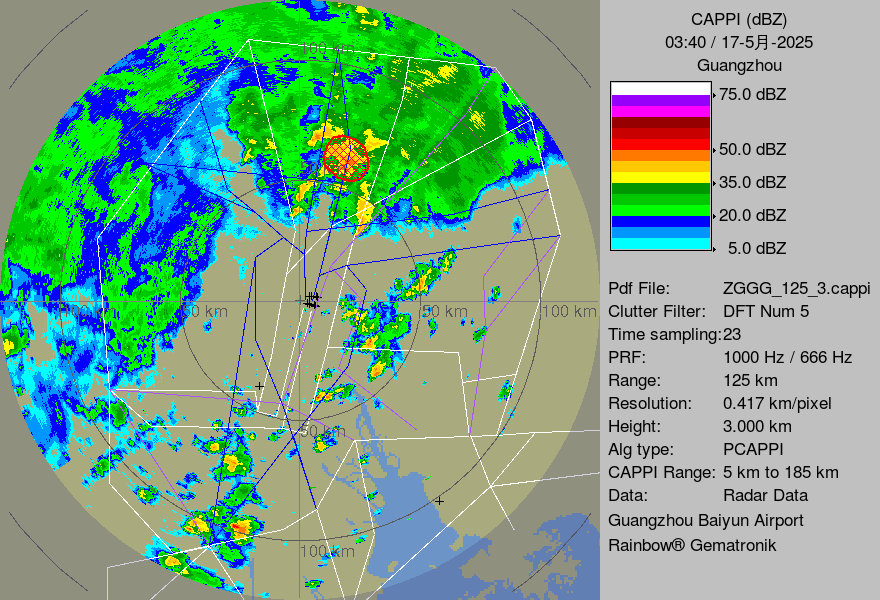 CAPPI (dBZ)
03:40 / 17-5月-2025
Guangzhou
75.0 dBZ
50.0 dBZ
35.0 dBZ
20.0 dBZ
5.0 dBZ
Pdf File: ZGGG_125_3.cappi
Clutter Filter: DFT Num 5
Time sampling:23
PRF: 1000 Hz / 666 Hz
Range: 125 km
Resolution: 0.417 km/pixel
Height: 3.000 km
Alg type: PCAPPI
CAPPI Range: 5 km to 185 km
Data: Radar Data
Guangzhou Baiyun Airport
Rainbow® Gematronik
100 km
50 km
50 km
100 km
50 km
100 km